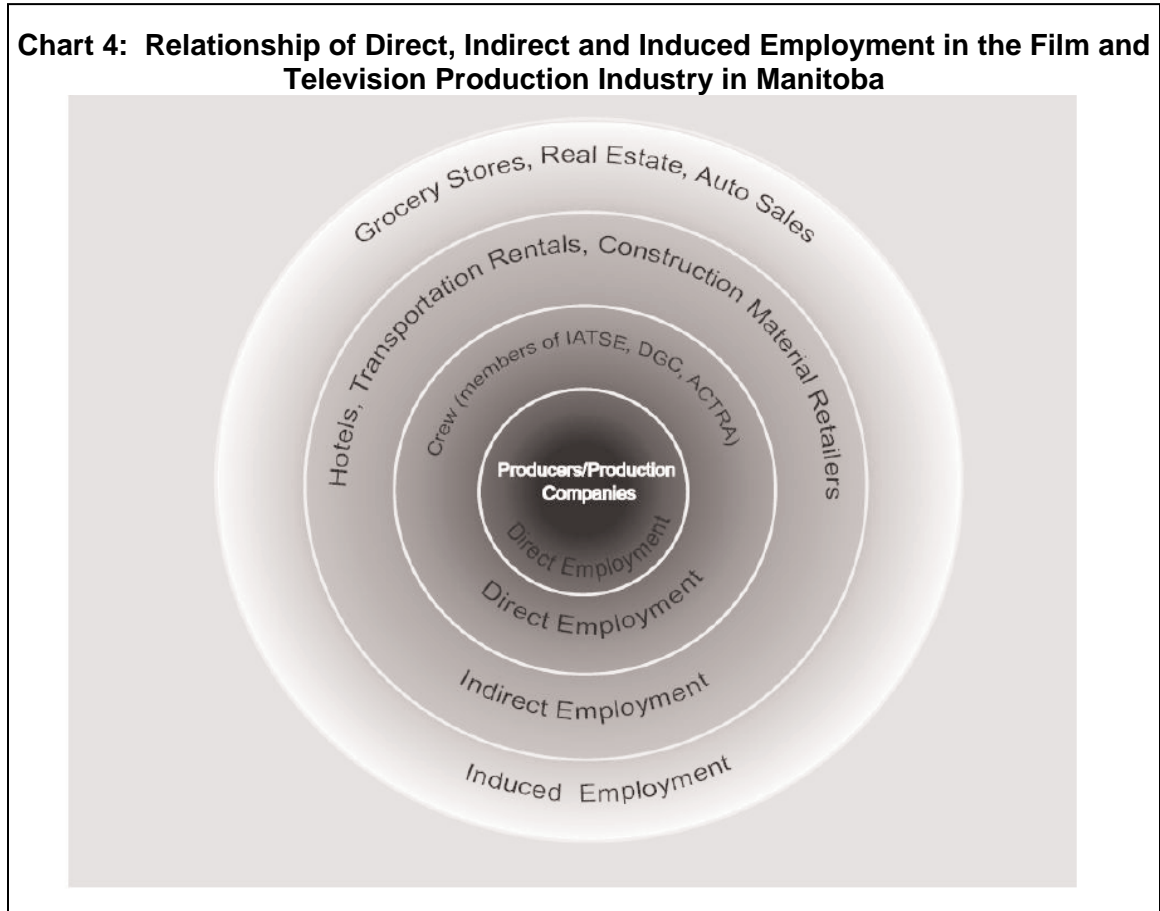 Chart 4: Relationship of Direct, Indirect and Induced Employment in the Film and
Television Production Industry in Manitoba
Grocery Stores, Real Estate, Auto Sales
Hotels, Transportation Rentals, Construction Material Retailers
Crew (members of IATSE, DGC, ACTRA)
Producers/Production
Companies
Direct Employment
Direct Employment
Indirect Employment
Induced Employment